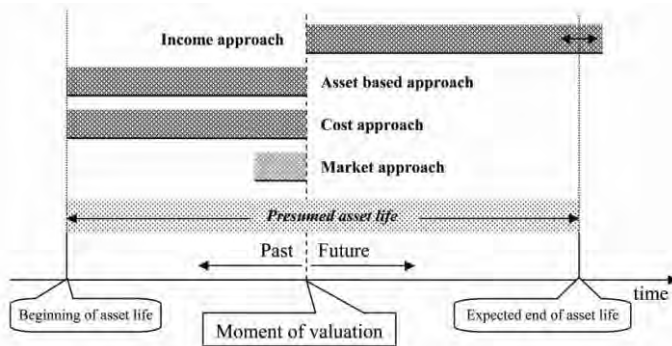 Income approach
Asset based approach
Cost approach
Market approach
Presumed asset life
Past
Future
time
Beginning of asset life
Moment of valuation
Expected end of asset life